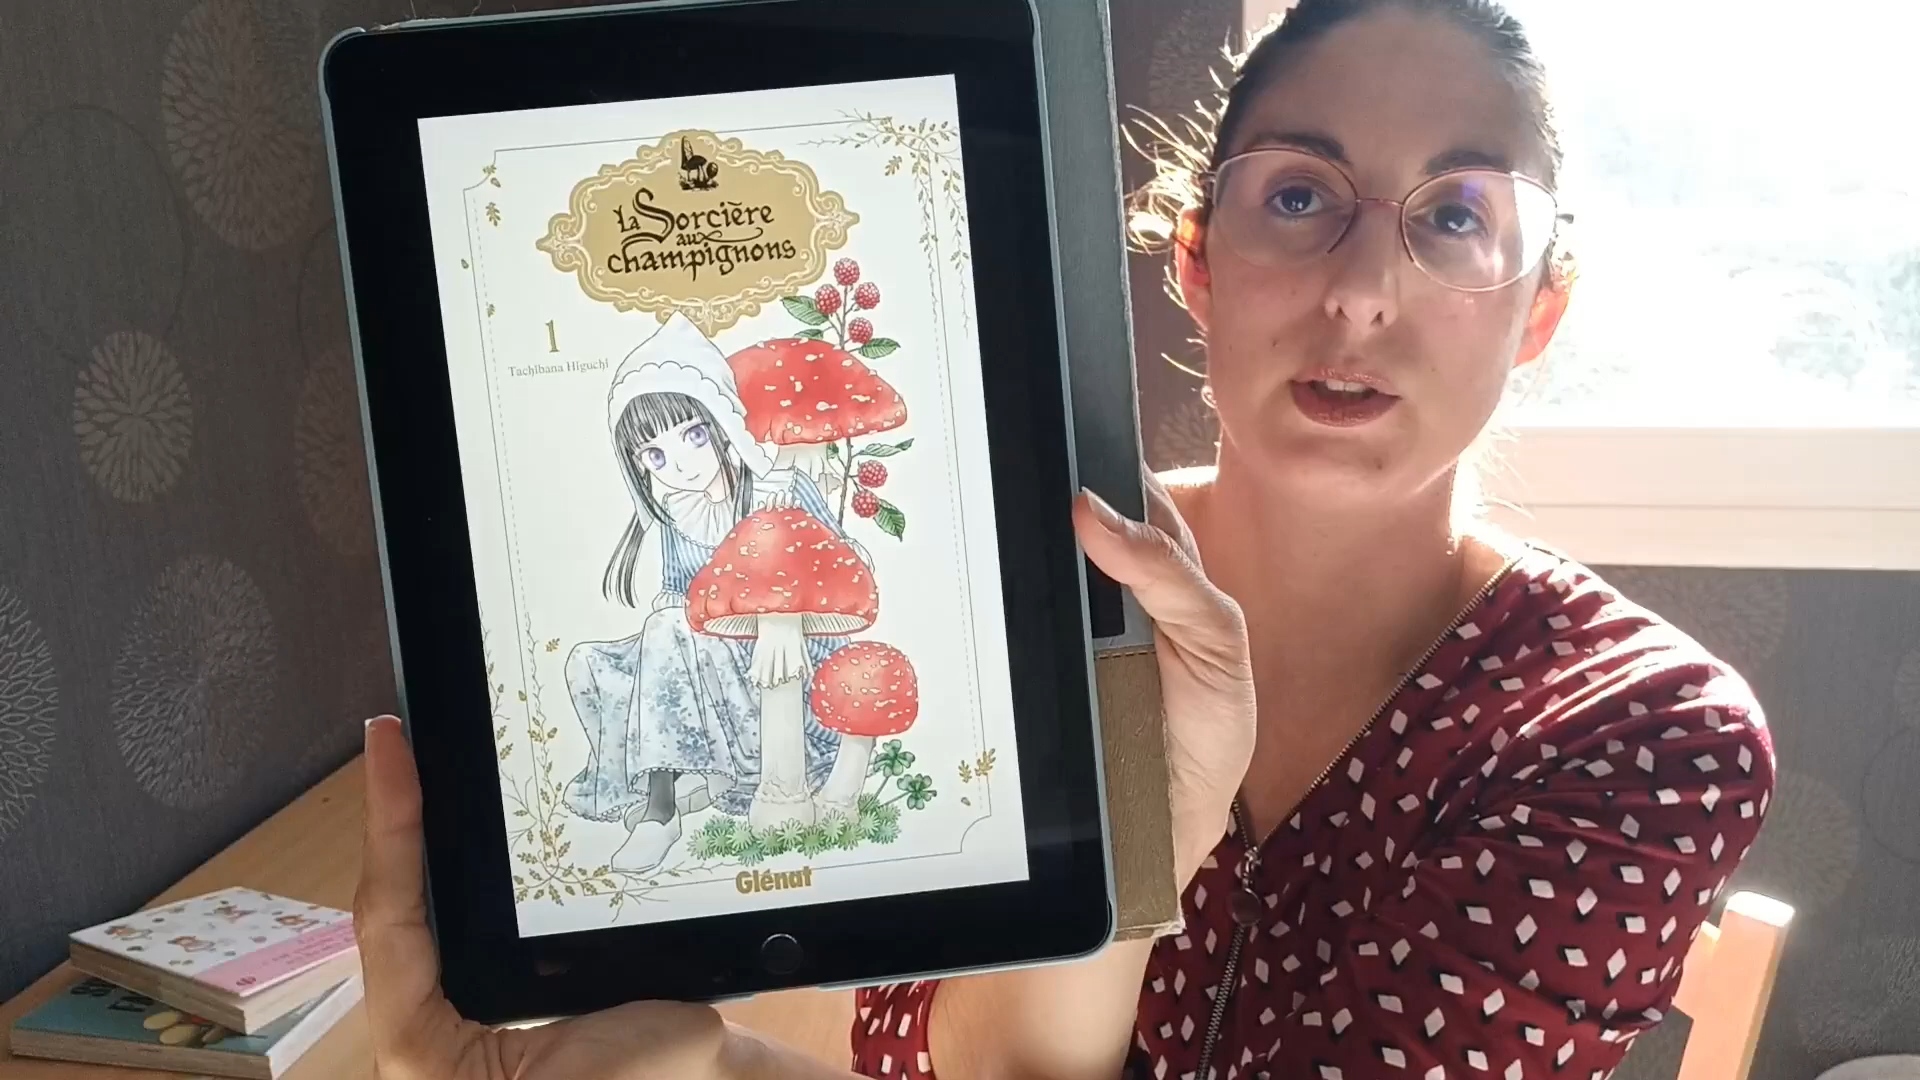 La Sorcière
aux
champignons
1
Tachibana Higuchi
Glénat